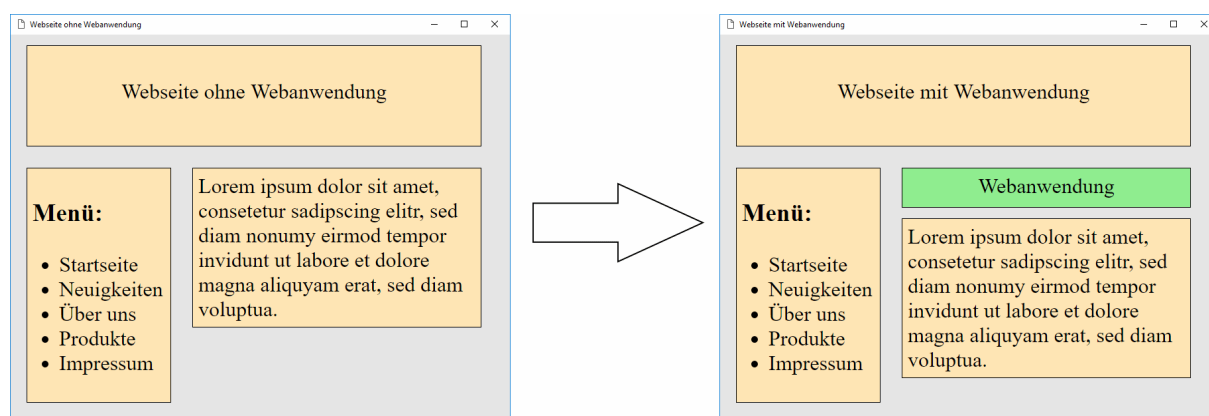 Webseite ohne Webanwendung
Webseite ohne Webanwendung
Menü:
Startseite
Neuigkeiten
Über uns
Produkte
Impressum
Lorem ipsum dolor sit amet,
consetetur sadipscing elitr, sed
diam nonumy eirmod tempor
invidunt ut labore et dolore
magna aliquyam erat, sed diam
voluptua.
Webseite mit Webanwendung
Webseite mit Webanwendung
Menü:
Startseite
Neuigkeiten
Über uns
Produkte
Impressum
Webanwendung
Lorem ipsum dolor sit amet,
consetetur sadipscing elitr, sed
diam nonumy eirmod tempor
invidunt ut labore et dolore
magna aliquyam erat, sed diam
voluptua.